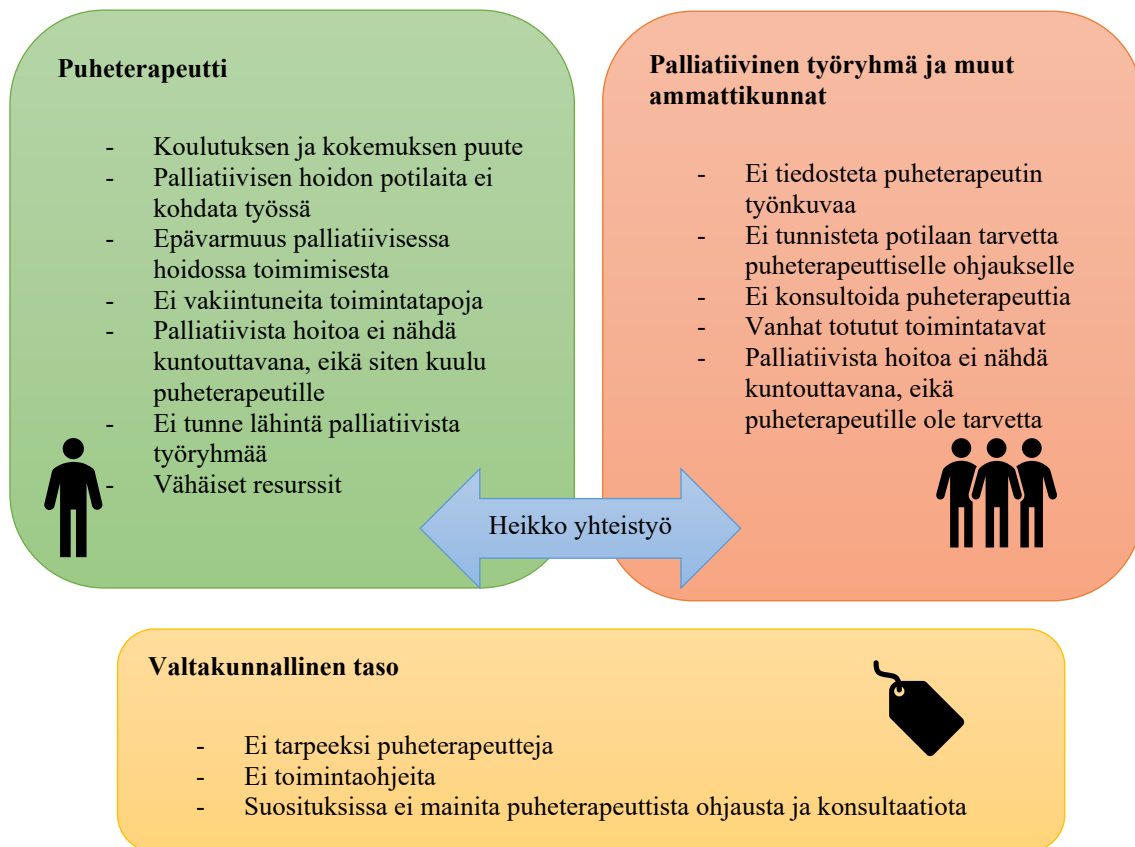 Puheterapeutti
- Koulutuksen ja kokemuksen puute
- Palliatiivisen hoidon potilaita ei
kohdata työssä
- Epävarmuus palliatiivisessa
hoidossa toimimisesta
- Ei vakiintuneita toimintatapoja
- Palliatiivista hoitoa ei nähdä
kuntouttavana, eikä siten kuulu
puheterapeutille
- Ei tunne lähintä palliatiivista
työryhmää
- Vähäiset resurssit
Palliatiivinen työryhmä ja muut
ammattikunnat
- Ei tiedosteta puheterapeutin
työnkuvaa
- Ei tunnisteta potilaan tarvetta
puheterapeuttiselle ohjaukselle
- Ei konsultoida puheterapeuttia
- Vanhat totutut toimintatavat
- Palliatiivista hoitoa ei nähdä
kuntouttavana, eikä
puheterapeutille ole tarvetta
Heikko yhteistyö
Valtakunnallinen taso
- Ei tarpeeksi puheterapeutteja
- Ei toimintaohjeita
- Suosituksissa ei mainita puheterapeuttista ohjausta ja konsultaatiota